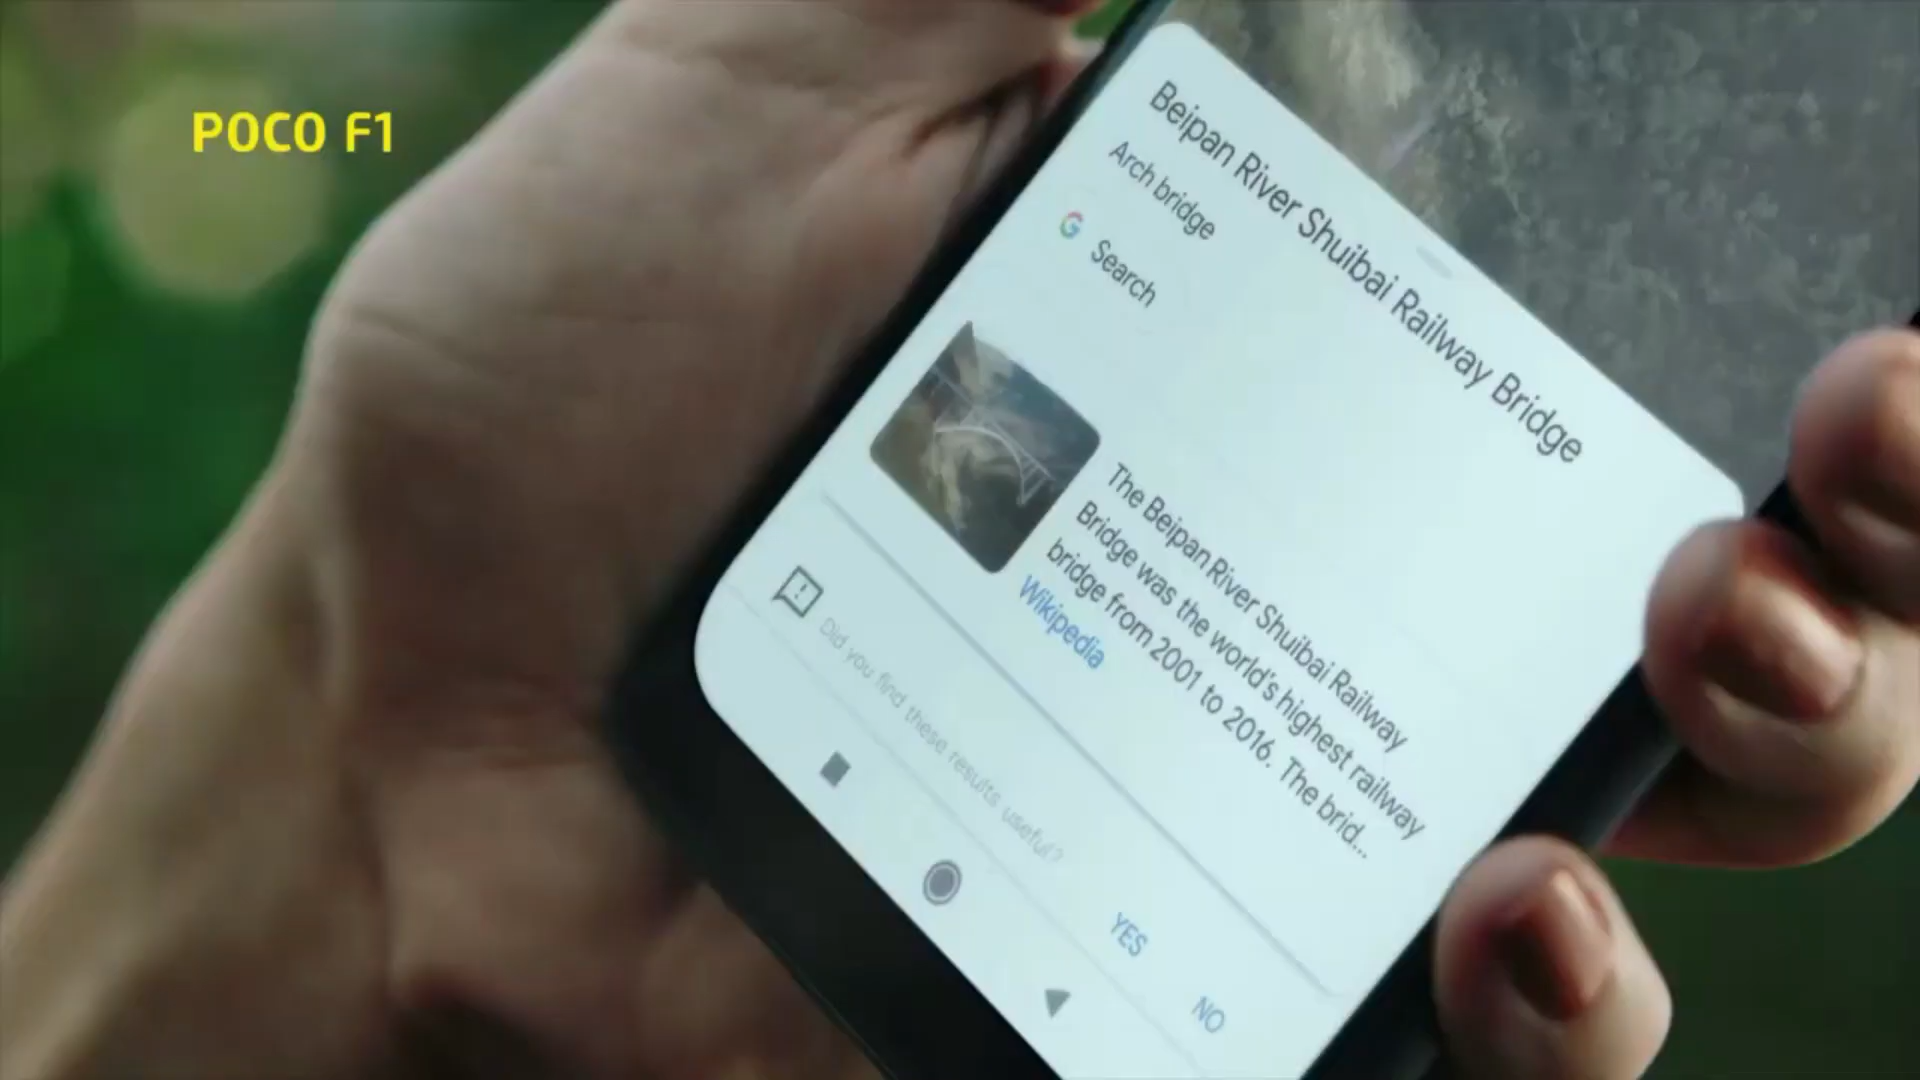 POCO F1
Beipan River Shuibai Railway Bridge
Arch bridge
G Search
The Beipan River Shuibai Railway
Bridge was the world's highest railway
bridge from 2001 to 2016. The brid...
Wikipedia
Did you find these results useful?
YES
NO